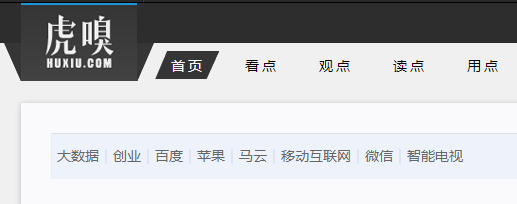 虎嗅
HUXIU.COM
首页 看点 观点 读点 用点
大数据 | 创业 | 百度 | 苹果 | 马云 | 移动互联网 | 微信 | 智能电视